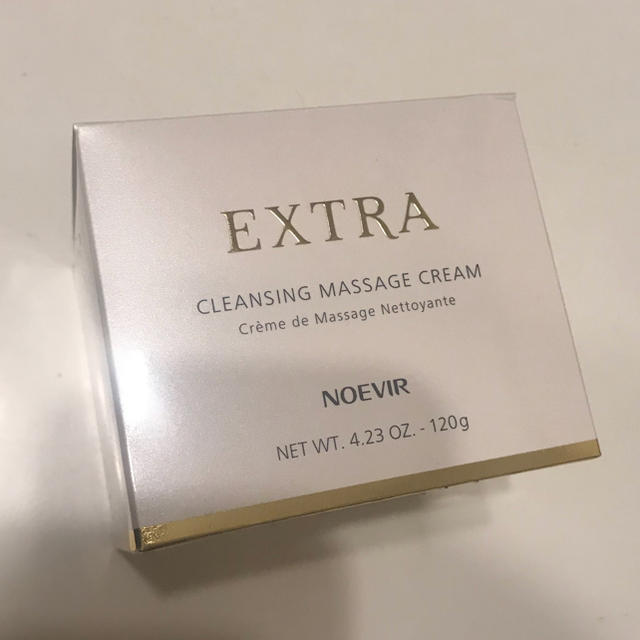 EXTRA
CLEANSING MASSAGE CREAM
Crème de Massage Nettoyante
NOEVIR
NET WT. 4.23 OZ. - 120g